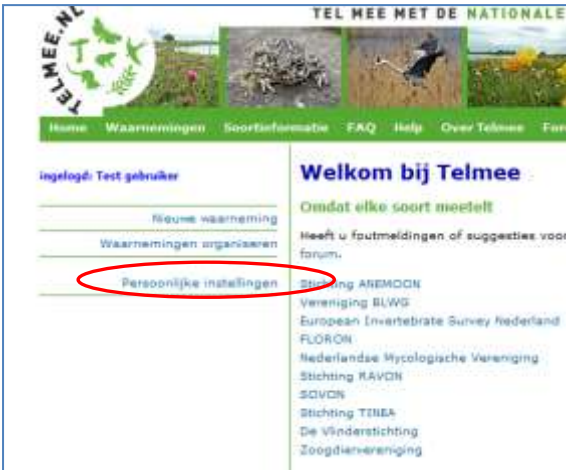 TELMEE.NL
TEL MEE MET DE NATIONALE
Home Waarnemingen Soortinformatie FAQ Help Over Telmee For
ingelogd: Test gebruiker
Nieuwe waarneming
Waarnemingen organiseren
Persoonlijke instellingen
Welkom bij Telmee
Omdat elke soort meetelt
Heeft u foutmeldingen of suggesties voor
forum.
Stichting ANEMOON
Vereniging BLWG
European Invertebrate Survey Nederland
FLORON
Nederlandse Mycologische Vereniging
Stichting RAVON
SOVON
Stichting TINEA
De Vlinderstichting
Zoogdiervereniging